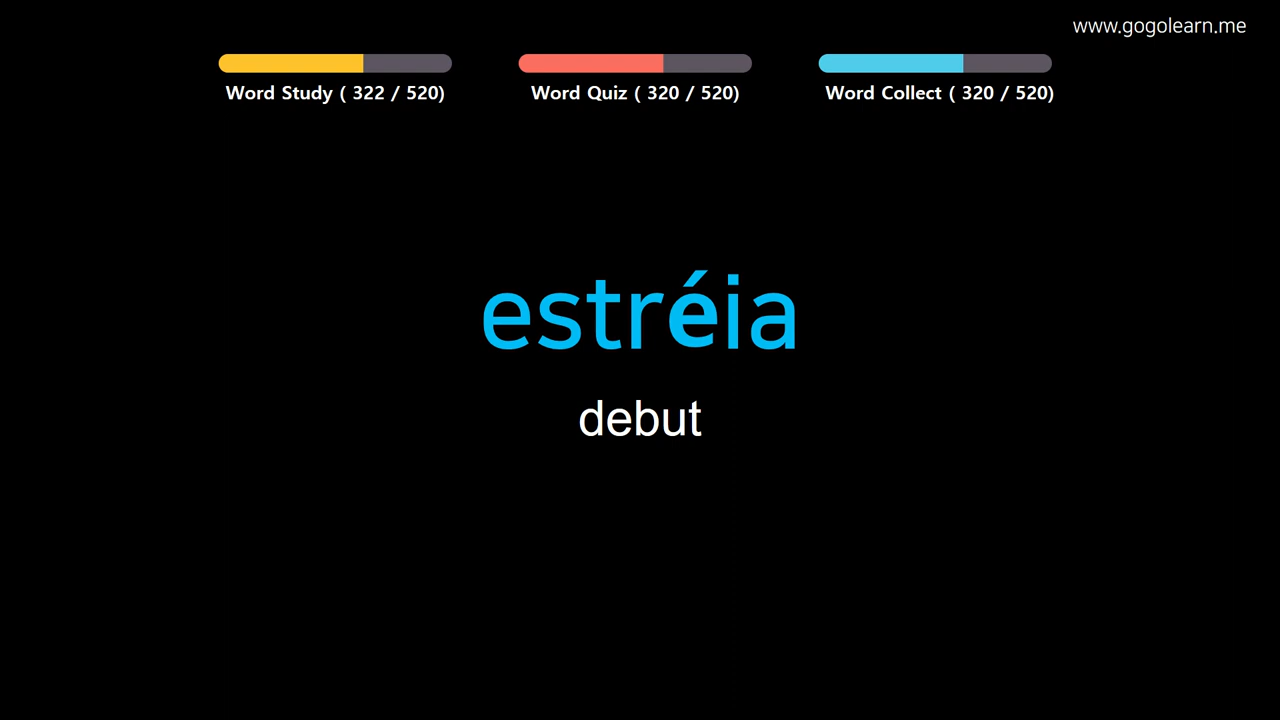 www.gogolearn.me
Word Study ( 322 / 520)
Word Quiz ( 320 / 520)
Word Collect ( 320 / 520)
estréia
debut